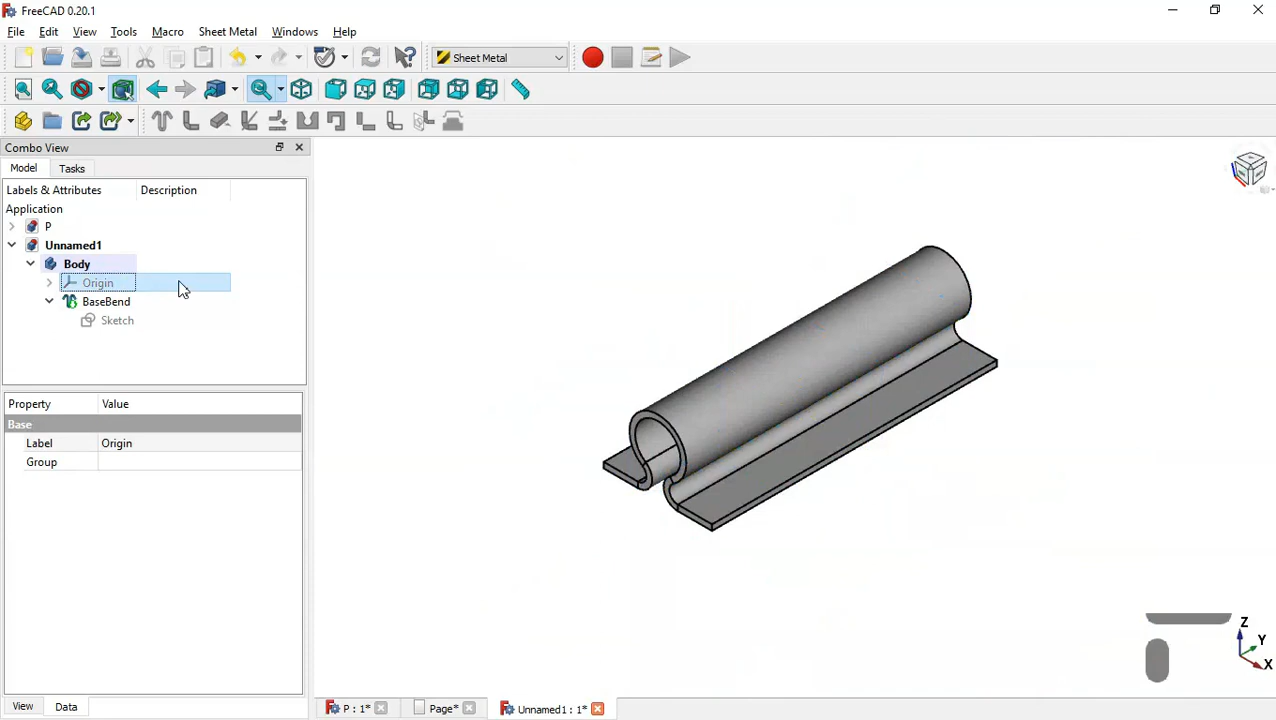 FreeCAD 0.20.1
File Edit View Tools Macro Sheet Metal Windows Help
Sheet Metal
Combo View
Model Tasks
Labels & Attributes Description
Application
P
Unnamed1
Body
Origin
BaseBend
Sketch
Property Value
Base
Label Origin
Group
View Data
P : 1* Page* Unnamed1 : 1*
Z
Y
X